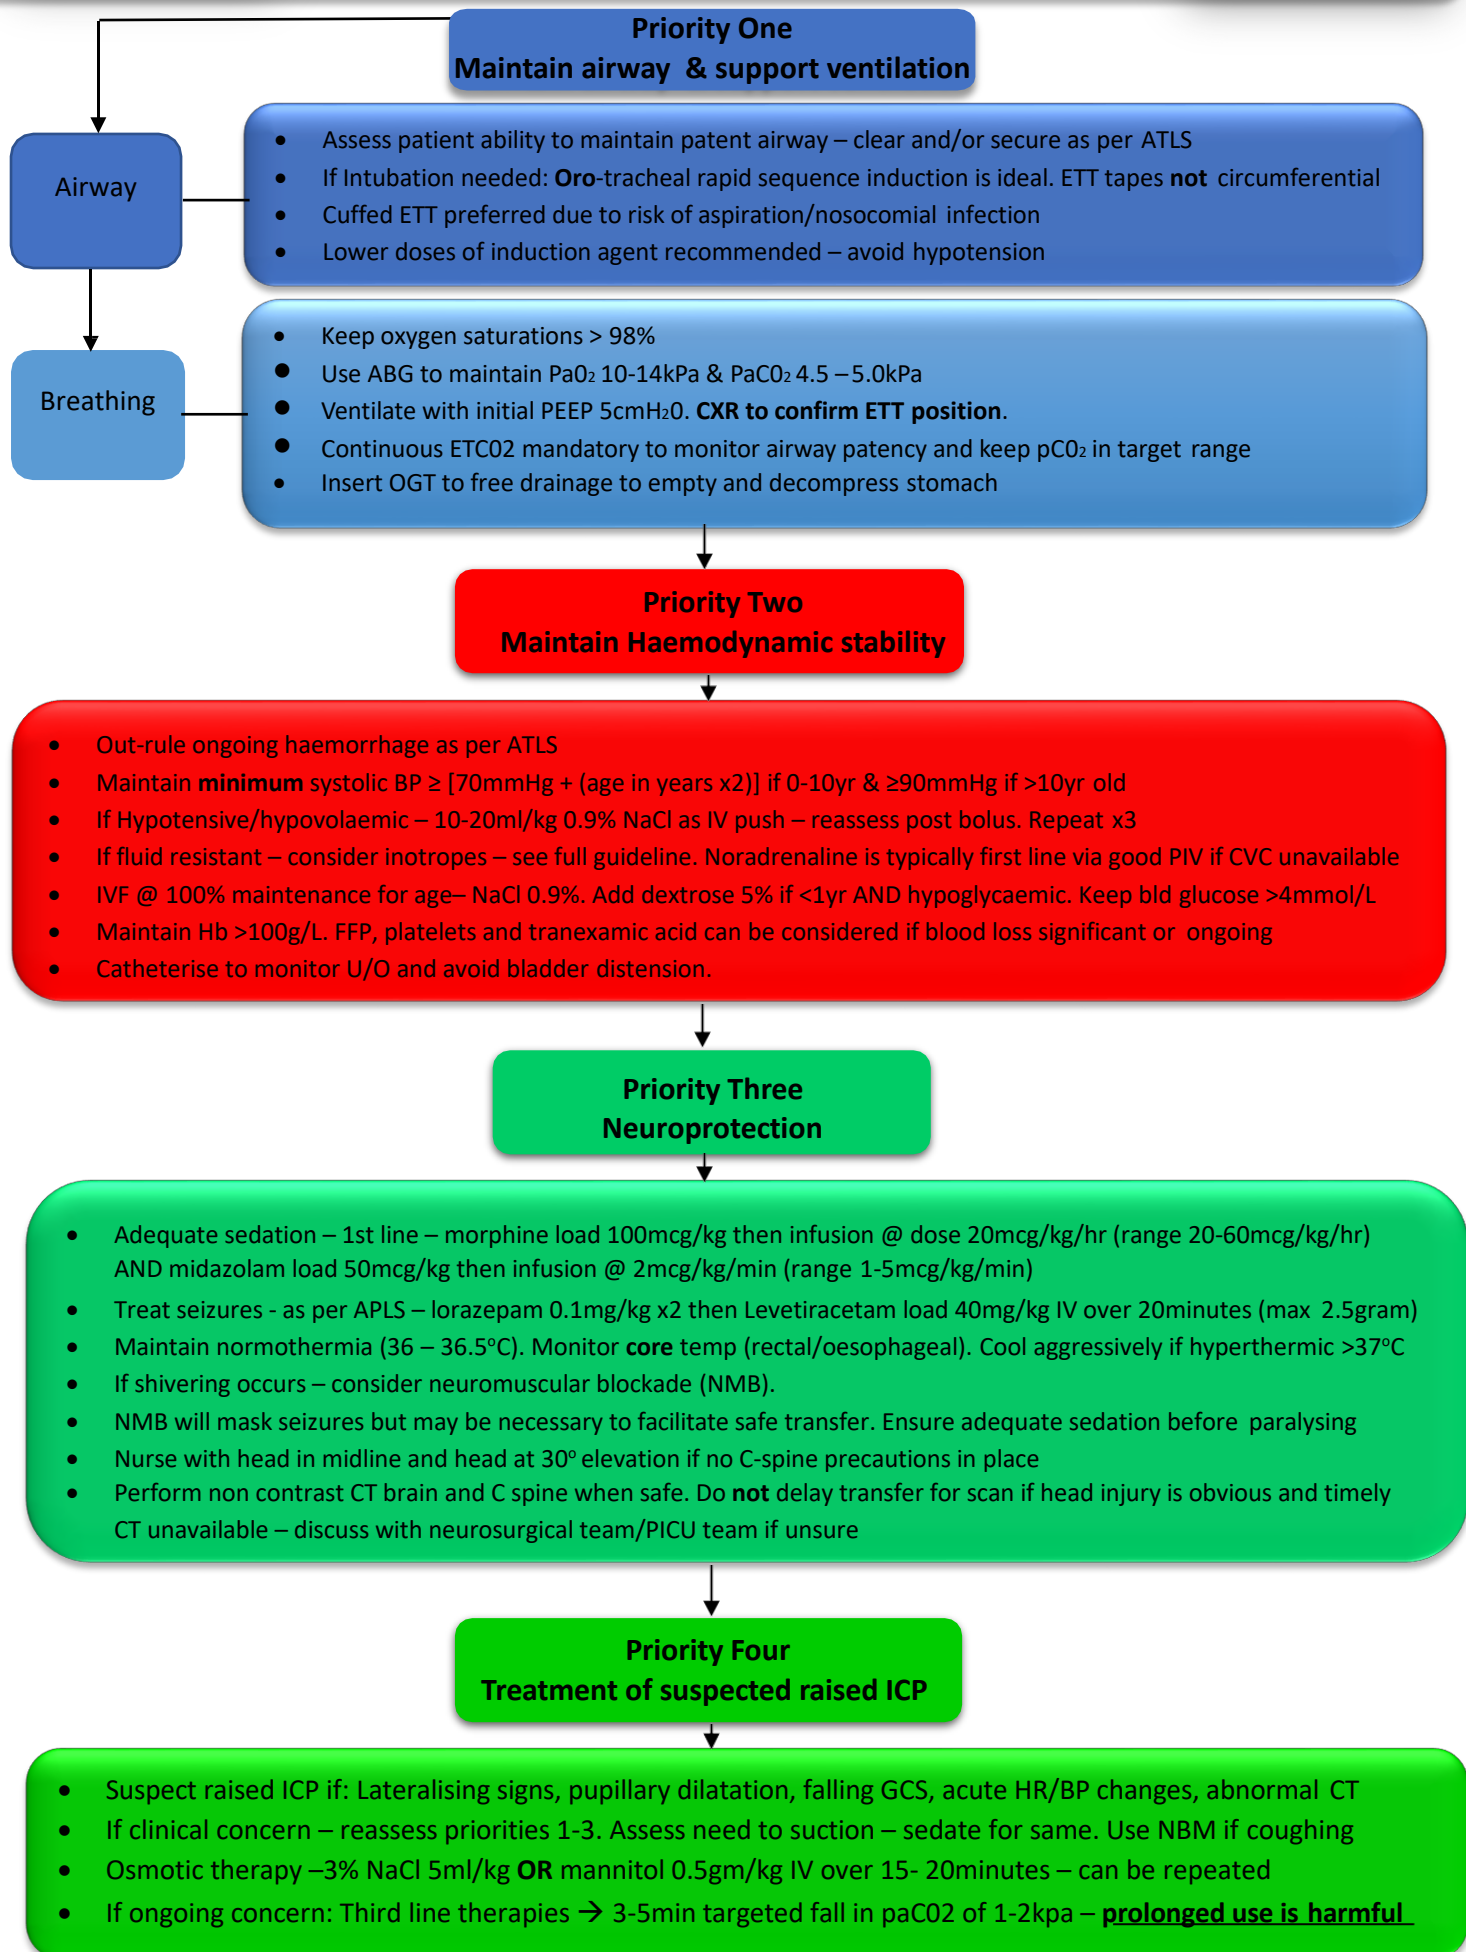 Priority One
Maintain airway & support ventilation
Airway
• Assess patient ability to maintain patent airway – clear and/or secure as per ATLS
• If Intubation needed: Oro-tracheal rapid sequence induction is ideal. ETT tapes not circumferential
• Cuffed ETT preferred due to risk of aspiration/nosocomial infection
• Lower doses of induction agent recommended – avoid hypotension
Breathing
• Keep oxygen saturations > 98%
• Use ABG to maintain Pa0₂ 10-14kPa & PaC0₂ 4.5 – 5.0kPa
• Ventilate with initial PEEP 5cmH₂0. CXR to confirm ETT position.
• Continuous ETC02 mandatory to monitor airway patency and keep pC0₂ in target range
• Insert OGT to free drainage to empty and decompress stomach
Priority Two
Maintain Haemodynamic stability
• Out-rule ongoing haemorrhage as per ATLS
• Maintain minimum systolic BP ≥ [70mmHg + (age in years x2)] if 0-10yr & ≥90mmHg if >10yr old
• If Hypotensive/hypovolaemic – 10-20ml/kg 0.9% NaCl as IV push – reassess post bolus. Repeat x3
• If fluid resistant – consider inotropes – see full guideline. Noradrenaline is typically first line via good PIV if CVC unavailable
• IVF @ 100% maintenance for age– NaCl 0.9%. Add dextrose 5% if <1yr AND hypoglycaemic. Keep bld glucose >4mmol/L
• Maintain Hb >100g/L. FFP, platelets and tranexamic acid can be considered if blood loss significant or ongoing
• Catheterise to monitor U/O and avoid bladder distension.
Priority Three
Neuroprotection
• Adequate sedation – 1st line – morphine load 100mcg/kg then infusion @ dose 20mcg/kg/hr (range 20-60mcg/kg/hr)
AND midazolam load 50mcg/kg then infusion @ 2mcg/kg/min (range 1-5mcg/kg/min)
• Treat seizures - as per APLS – lorazepam 0.1mg/kg x2 then Levetiracetam load 40mg/kg IV over 20minutes (max 2.5gram)
• Maintain normothermia (36 – 36.5ºC). Monitor core temp (rectal/oesophageal). Cool aggressively if hyperthermic >37ºC
• If shivering occurs – consider neuromuscular blockade (NMB).
• NMB will mask seizures but may be necessary to facilitate safe transfer. Ensure adequate sedation before paralysing
• Nurse with head in midline and head at 30º elevation if no C-spine precautions in place
• Perform non contrast CT brain and C spine when safe. Do not delay transfer for scan if head injury is obvious and timely
CT unavailable – discuss with neurosurgical team/PICU team if unsure
Priority Four
Treatment of suspected raised ICP
• Suspect raised ICP if: Lateralising signs, pupillary dilatation, falling GCS, acute HR/BP changes, abnormal CT
• If clinical concern – reassess priorities 1-3. Assess need to suction – sedate for same. Use NBM if coughing
• Osmotic therapy –3% NaCl 5ml/kg OR mannitol 0.5gm/kg IV over 15- 20minutes – can be repeated
• If ongoing concern: Third line therapies → 3-5min targeted fall in paC02 of 1-2kpa – prolonged use is harmful